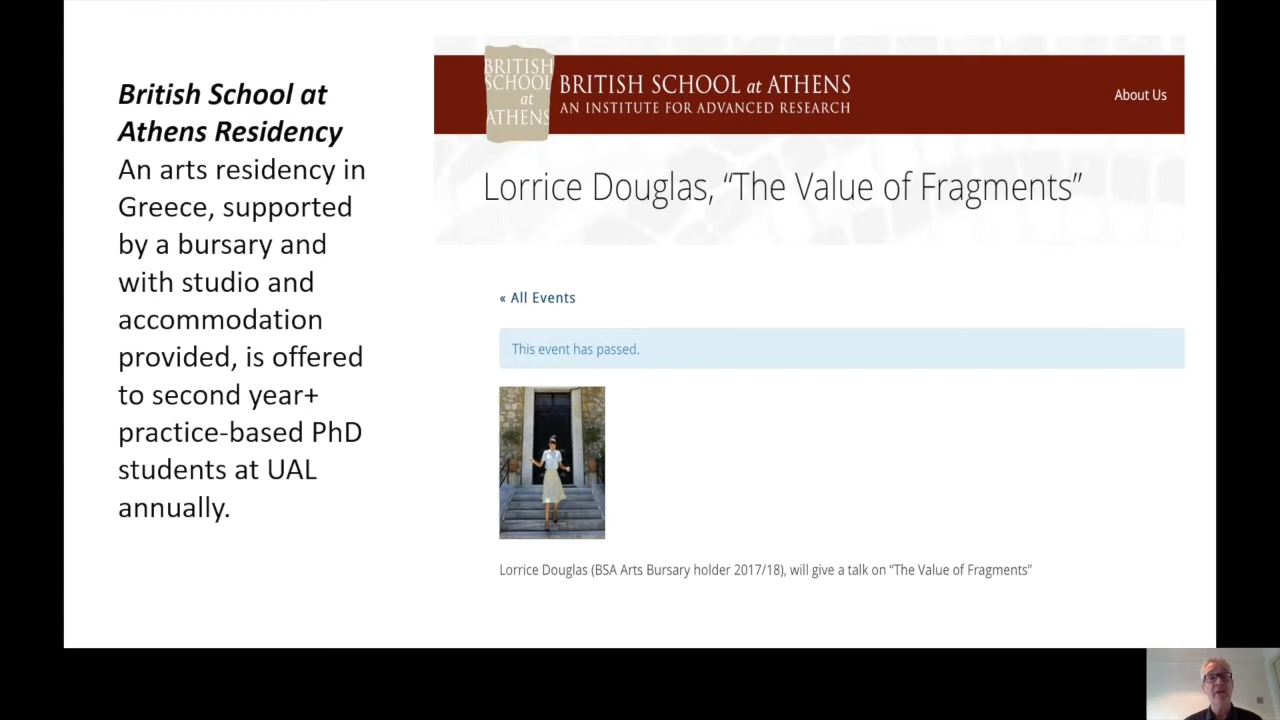 British School at
Athens Residency
An arts residency in
Greece, supported
by a bursary and
with studio and
accommodation
provided, is offered
to second year+
practice-based PhD
students at UAL
annually.
BRITISH
SCHOOL
at
ATHENS
BRITISH SCHOOL at ATHENS
AN INSTITUTE FOR ADVANCED RESEARCH
About Us
Lorrice Douglas, “The Value of Fragments”
« All Events
This event has passed.
Lorrice Douglas (BSA Arts Bursary holder 2017/18), will give a talk on “The Value of Fragments”